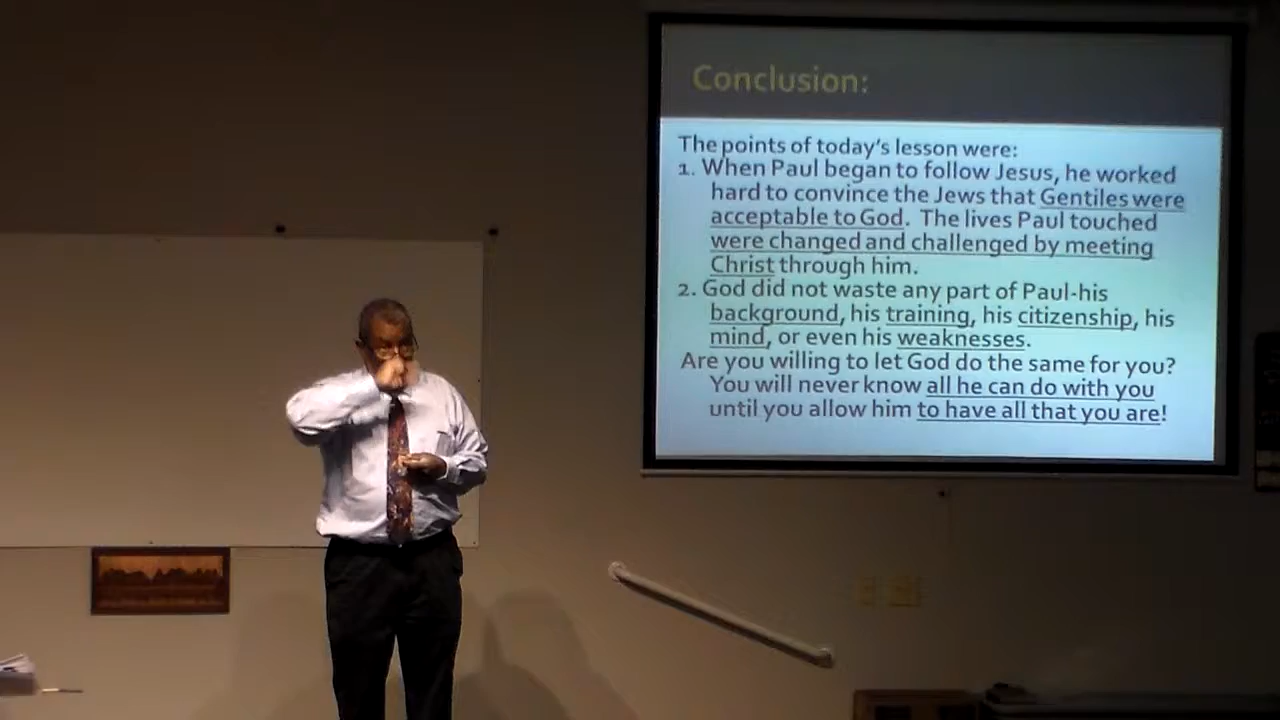 Conclusion:
The points of today's lesson were:
1. When Paul began to follow Jesus, he worked
hard to convince the Jews that Gentiles were
acceptable to God. The lives Paul touched
were changed and challenged by meeting
Christ through him.
2. God did not waste any part of Paul-his
background, his training, his citizenship, his
mind, or even his weaknesses.
Are you willing to let God do the same for you?
You will never know all he can do with you
until you allow him to have all that you are!